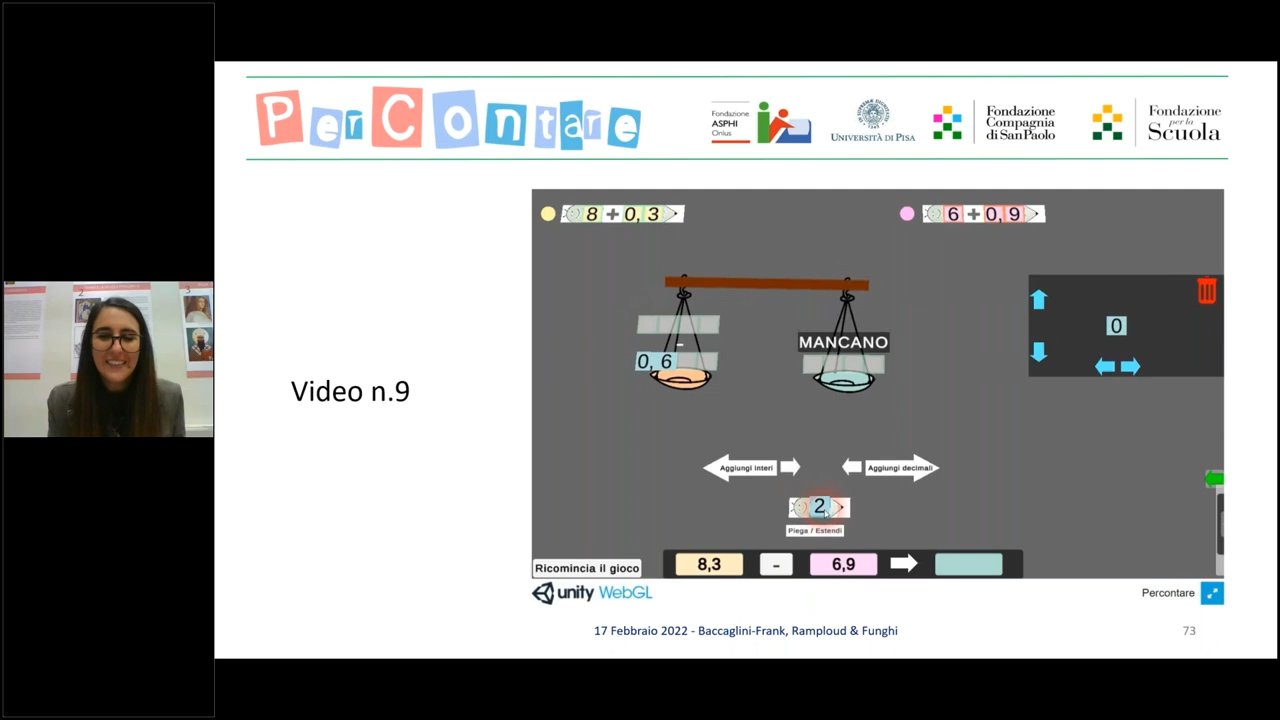 PerContare
Fondazione
ASPHI
Onlus
UNIVERSITÀ DI PISA
Fondazione
Compagnia
di San Paolo
Fondazione
per la
Scuola
8 + 0,3
6 + 0,9
-
0,6
MANCANO
0
Video n.9
Aggiungi interi
Aggiungi decimali
2
Piega / Estendi
Ricomincia il gioco
8,3 - 6,9
unity WebGL
Percontare
17 Febbraio 2022 - Baccaglini-Frank, Ramploud & Funghi
73